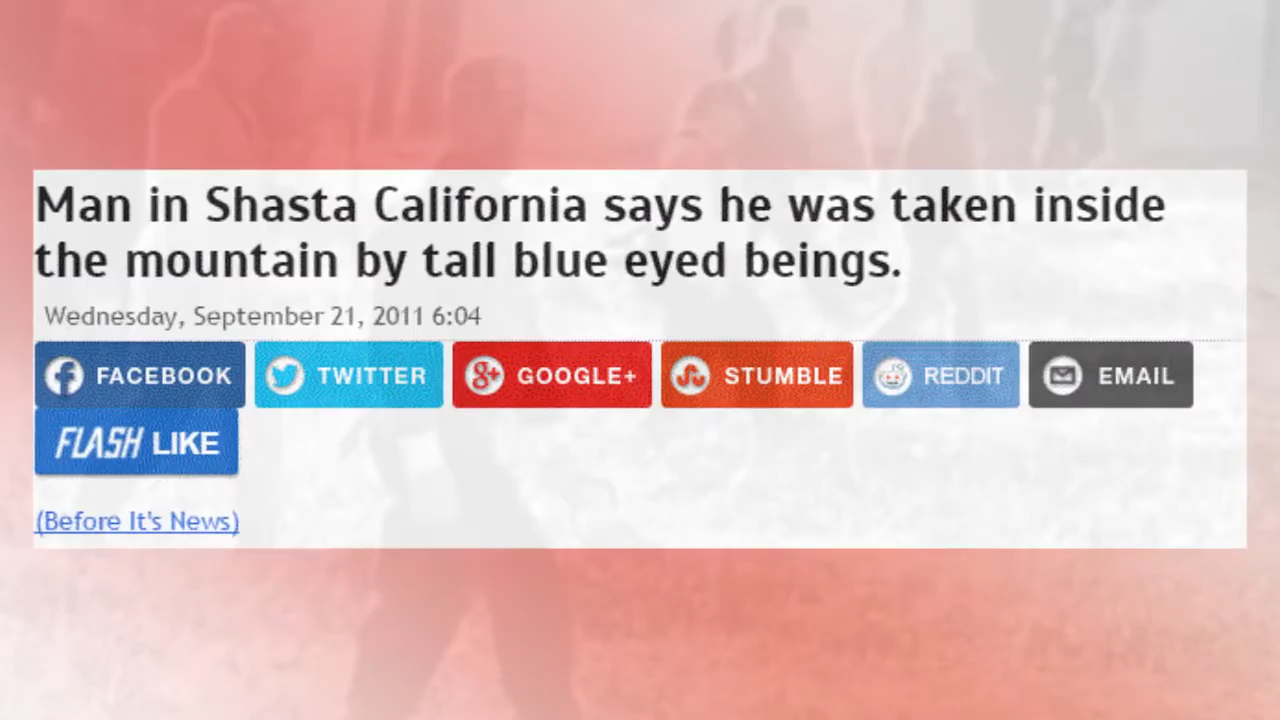 Man in Shasta California says he was taken inside
the mountain by tall blue eyed beings.
Wednesday, September 21, 2011 6:04
FACEBOOK TWITTER GOOGLE+ STUMBLE REDDIT EMAIL
FLASH LIKE
(Before It's News)